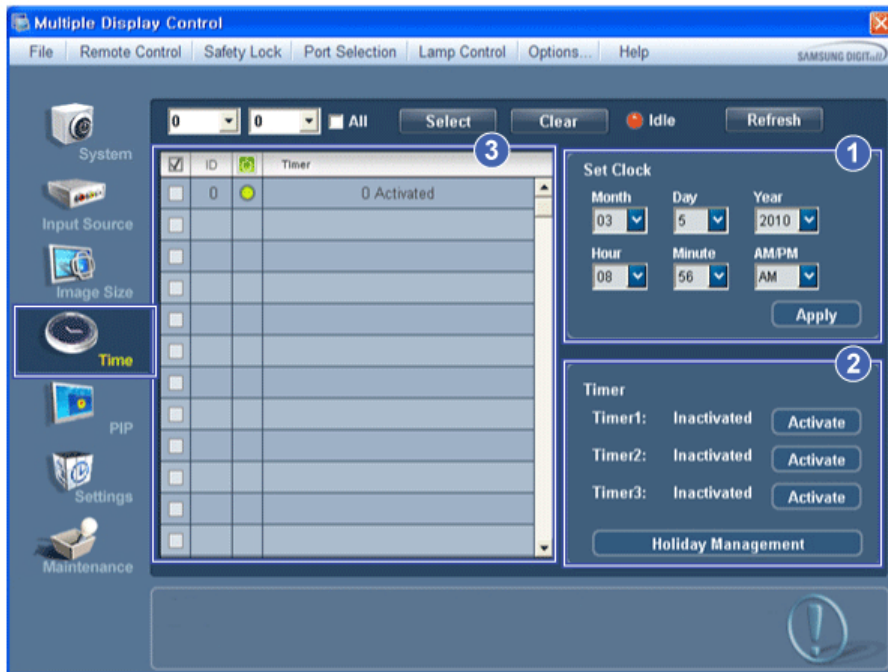 Multiple Display Control
File Remote Control Safety Lock Port Selection Lamp Control Options... Help SAMSUNG DIGITall
0 0 All Select Clear Idle Refresh
System
Input Source
Image Size
Time
PIP
Settings
Maintenance
3
ID Timer
0 0 Activated
1
Set Clock
Month Day Year
03 5 2010
Hour Minute AM/PM
08 56 AM
Apply
2
Timer
Timer1: Inactivated Activate
Timer2: Inactivated Activate
Timer3: Inactivated Activate
Holiday Management